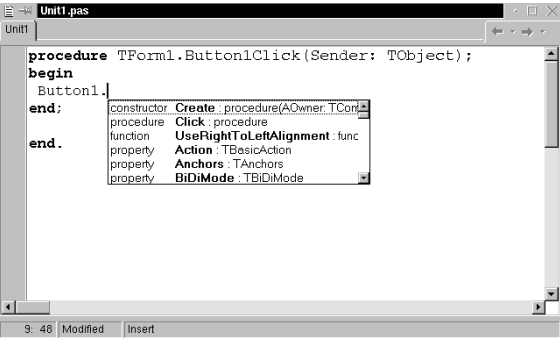 Unit1.pas
Unit1
procedure TForm1.Button1Click(Sender: TObject);
begin
Button1.
end;
constructor Create : procedure(AOwner: TCom
procedure Click : procedure
function UseRightToLeftAlignment : func
property Action : TBasicAction
property Anchors : TAnchors
property BiDiMode : TBiDiMode
end.
9: 48 Modified Insert